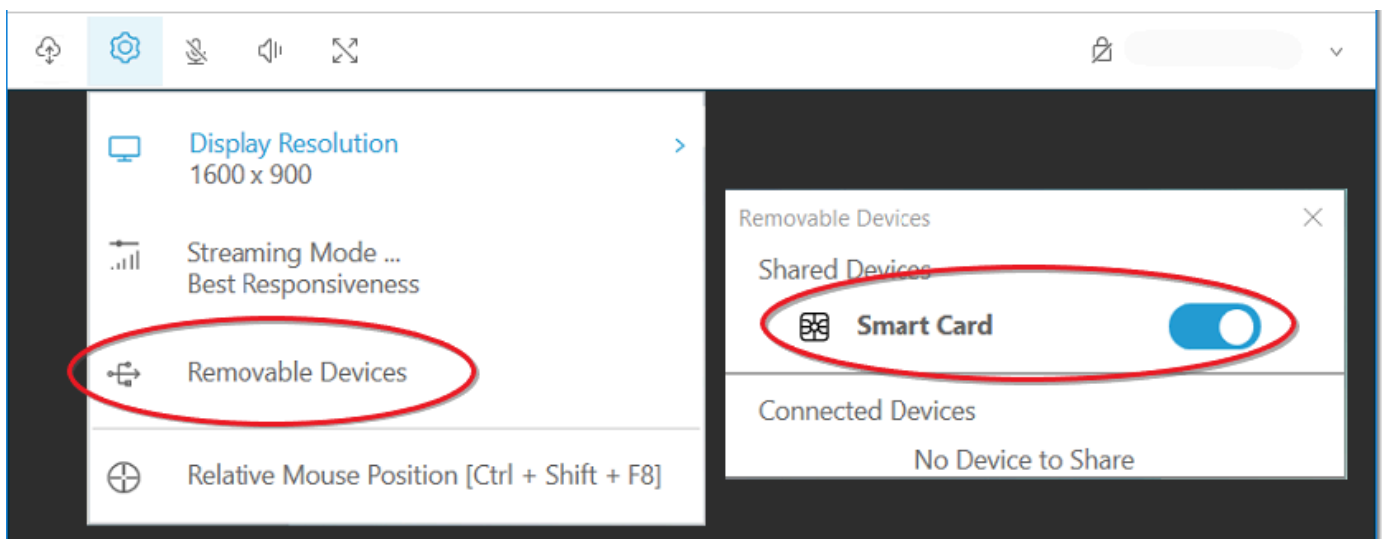 Display Resolution
1600 x 900
Streaming Mode ...
Best Responsiveness
Removable Devices
Relative Mouse Position [Ctrl + Shift + F8]
Removable Devices
Shared Devices
Smart Card
Connected Devices
No Device to Share